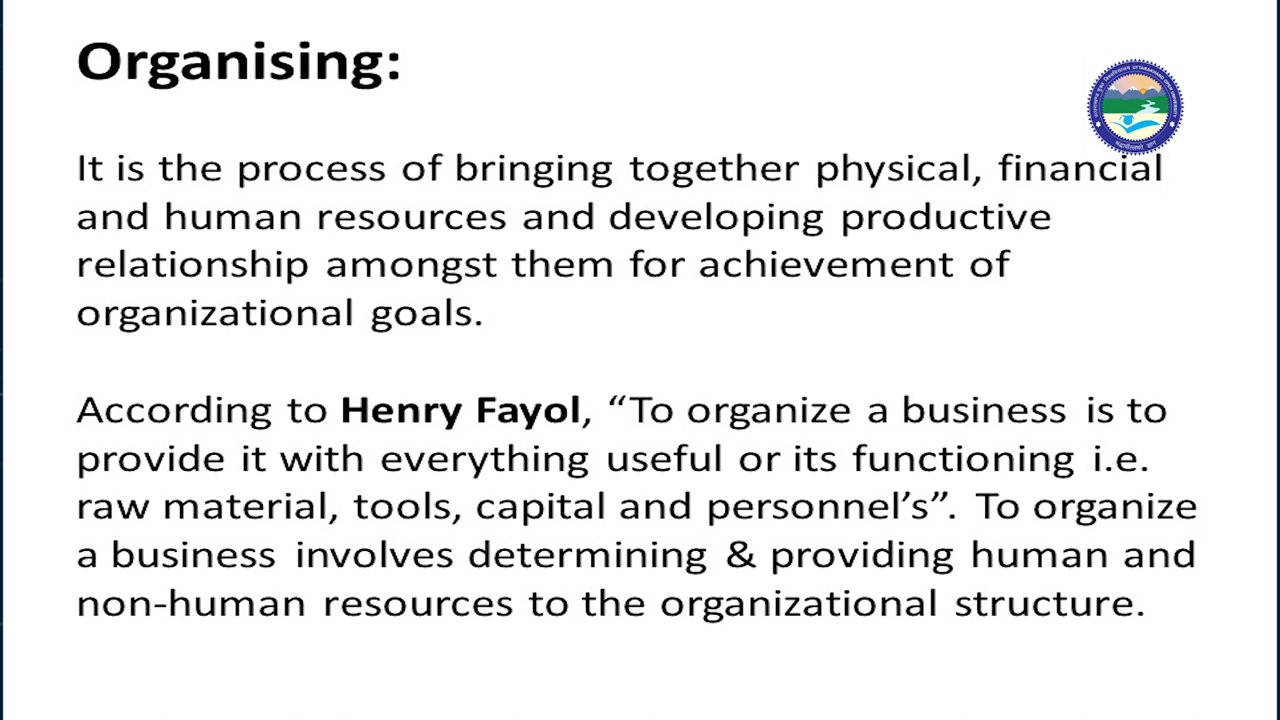 Organising:
UTTARAKHAND OPEN UNIVERSITY
It is the process of bringing together physical, financial
and human resources and developing productive
relationship amongst them for achievement of
organizational goals.
According to Henry Fayol, “To organize a business is to
provide it with everything useful or its functioning i.e.
raw material, tools, capital and personnel’s”. To organize
a business involves determining & providing human and
non-human resources to the organizational structure.